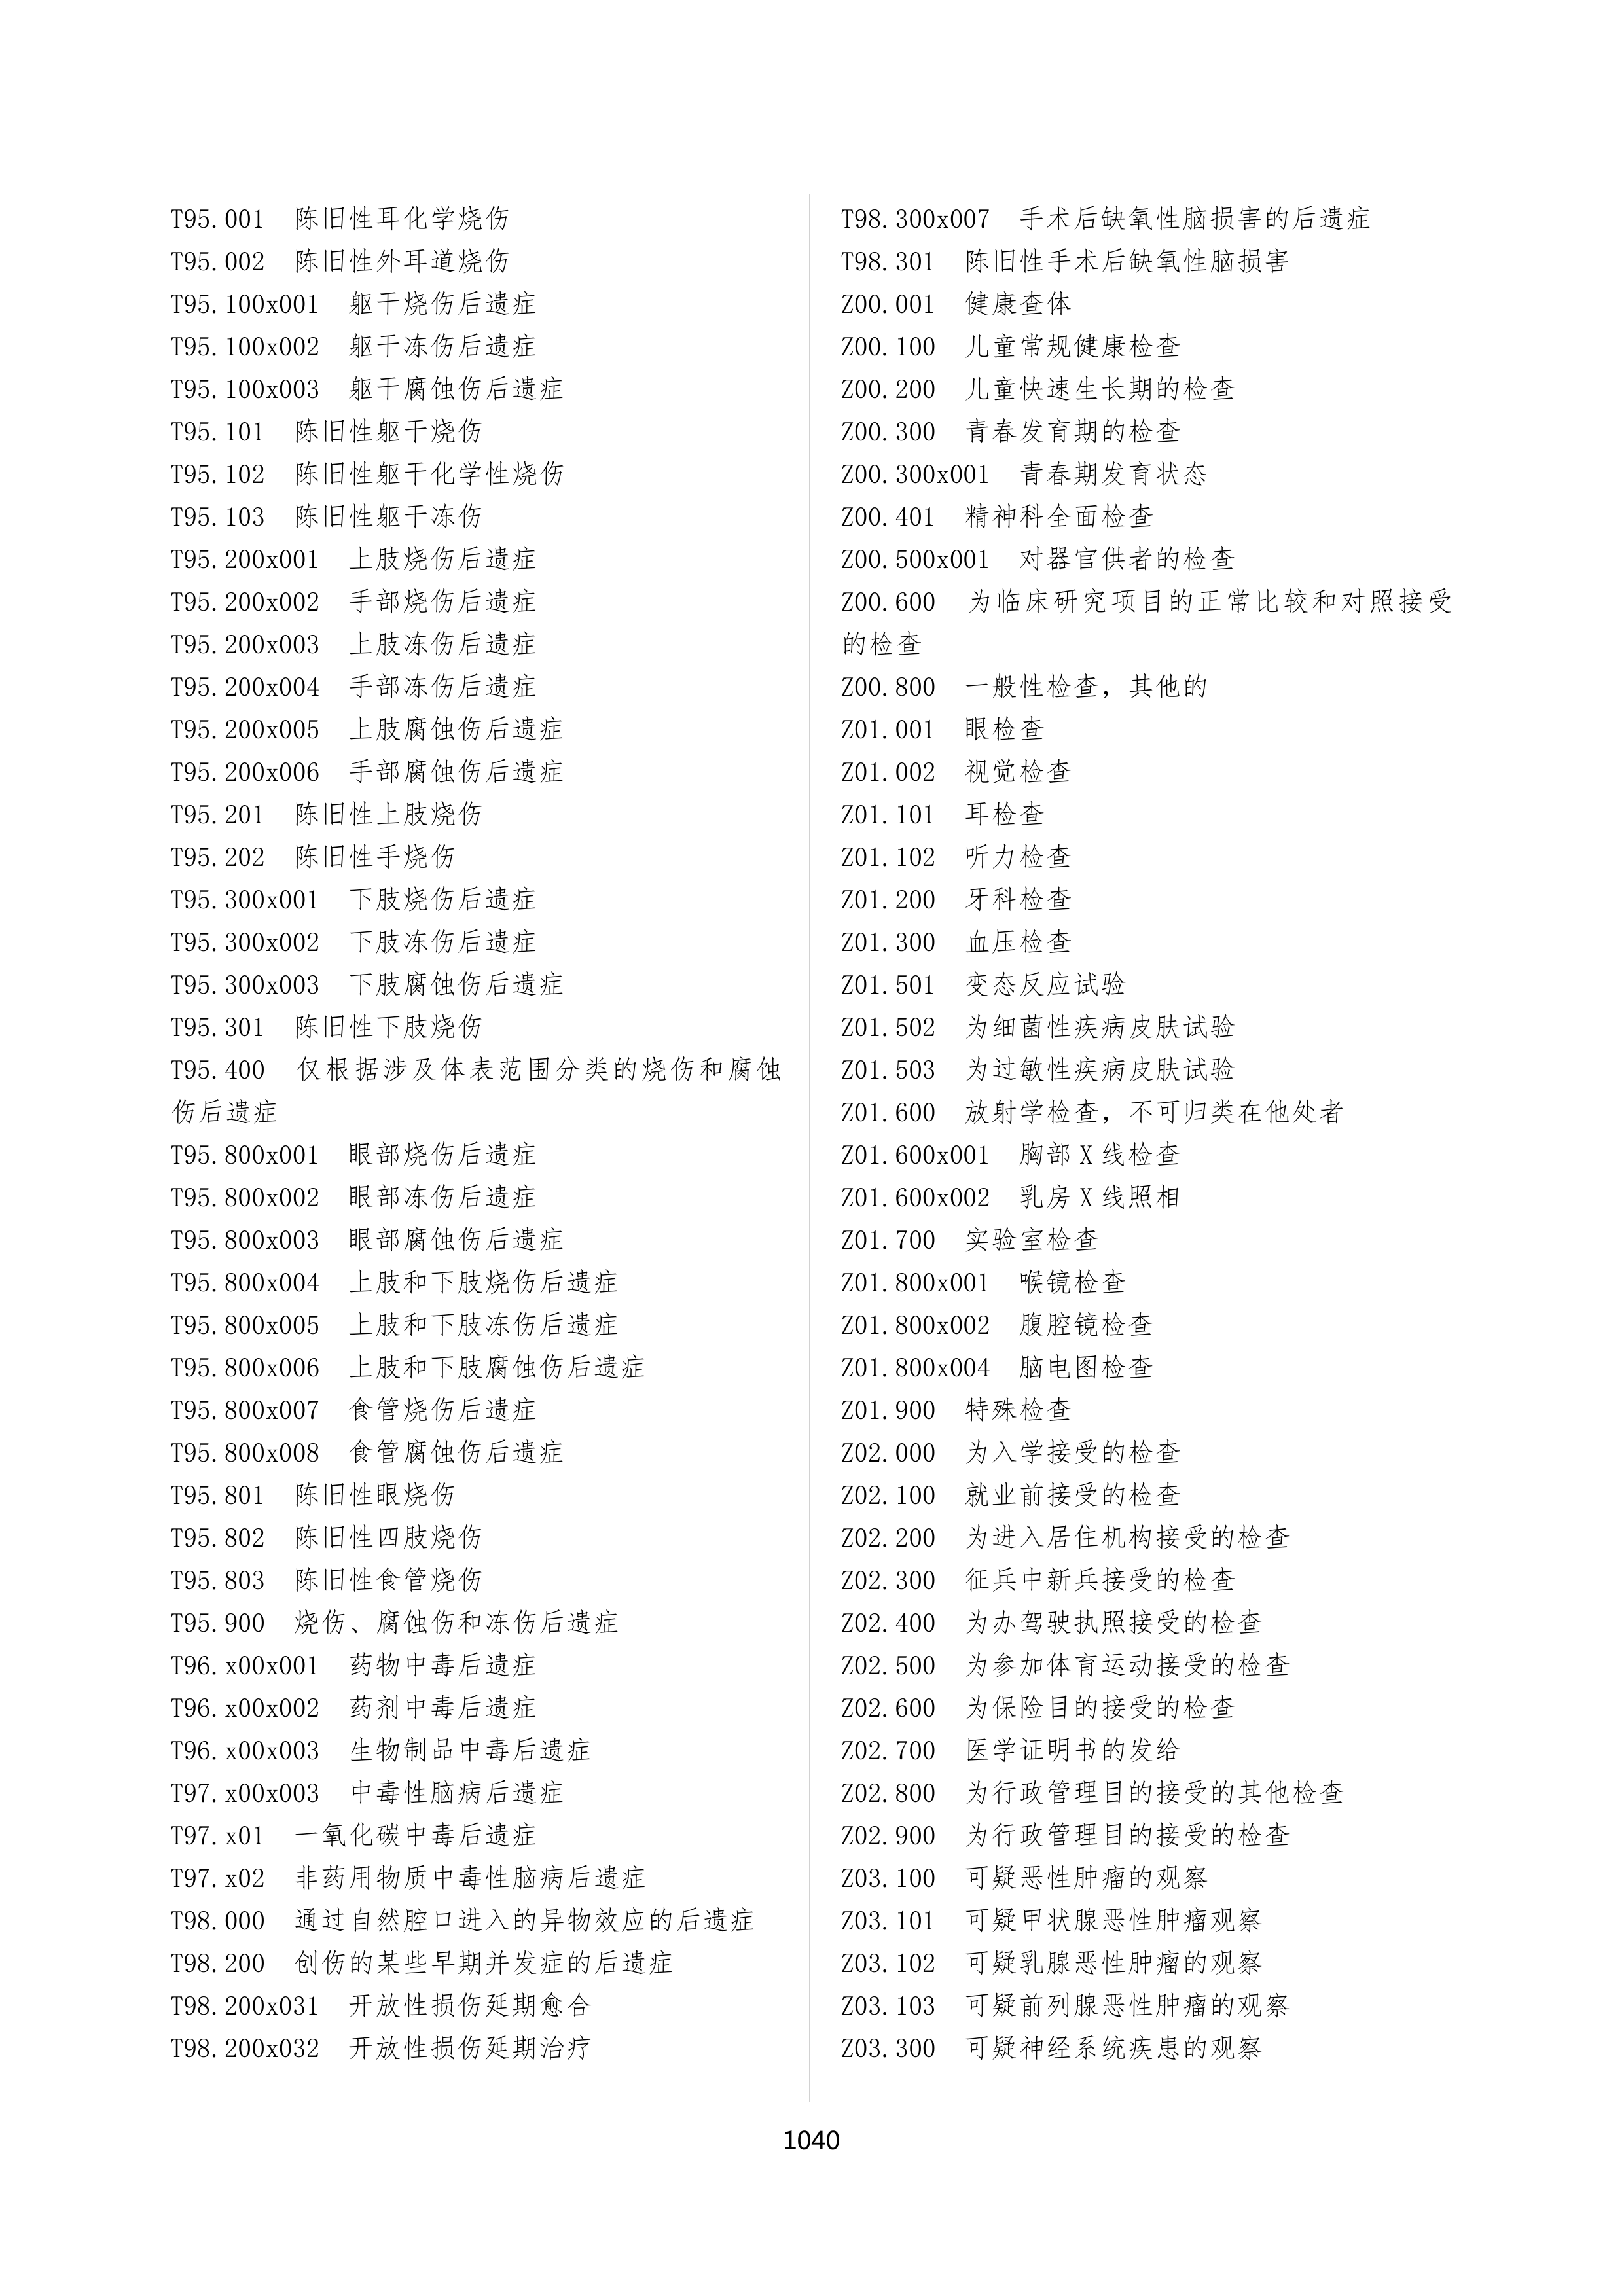 T95.001 陈旧性耳化学烧伤
T95.002 陈旧性外耳道烧伤
T95.100x001 躯干烧伤后遗症
T95.100x002 躯干冻伤后遗症
T95.100x003 躯干腐蚀伤后遗症
T95.101 陈旧性躯干烧伤
T95.102 陈旧性躯干化学性烧伤
T95.103 陈旧性躯干冻伤
T95.200x001 上肢烧伤后遗症
T95.200x002 手部烧伤后遗症
T95.200x003 上肢冻伤后遗症
T95.200x004 手部冻伤后遗症
T95.200x005 上肢腐蚀伤后遗症
T95.200x006 手部腐蚀伤后遗症
T95.201 陈旧性上肢烧伤
T95.202 陈旧性手烧伤
T95.300x001 下肢烧伤后遗症
T95.300x002 下肢冻伤后遗症
T95.300x003 下肢腐蚀伤后遗症
T95.301 陈旧性下肢烧伤
T95.400 仅根据涉及体表范围分类的烧伤和腐蚀
伤后遗症
T95.800x001 眼部烧伤后遗症
T95.800x002 眼部冻伤后遗症
T95.800x003 眼部腐蚀伤后遗症
T95.800x004 上肢和下肢烧伤后遗症
T95.800x005 上肢和下肢冻伤后遗症
T95.800x006 上肢和下肢腐蚀伤后遗症
T95.800x007 食管烧伤后遗症
T95.800x008 食管腐蚀伤后遗症
T95.801 陈旧性眼烧伤
T95.802 陈旧性四肢烧伤
T95.803 陈旧性食管烧伤
T95.900 烧伤、腐蚀伤和冻伤后遗症
T96.x00x001 药物中毒后遗症
T96.x00x002 药剂中毒后遗症
T96.x00x003 生物制品中毒后遗症
T97.x00x003 中毒性脑病后遗症
T97.x01 一氧化碳中毒后遗症
T97.x02 非药用物质中毒性脑病后遗症
T98.000 通过自然腔口进入的异物效应的后遗症
T98.200 创伤的某些早期并发症的后遗症
T98.200x031 开放性损伤延期愈合
T98.200x032 开放性损伤延期治疗
T98.300x007 手术后缺氧性脑损害的后遗症
T98.301 陈旧性手术后缺氧性脑损害
Z00.001 健康查体
Z00.100 儿童常规健康检查
Z00.200 儿童快速生长期的检查
Z00.300 青春发育期的检查
Z00.300x001 青春期发育状态
Z00.401 精神科全面检查
Z00.500x001 对器官供者的检查
Z00.600 为临床研究项目的正常比较和对照接受
的检查
Z00.800 一般性检查，其他的
Z01.001 眼检查
Z01.002 视觉检查
Z01.101 耳检查
Z01.102 听力检查
Z01.200 牙科检查
Z01.300 血压检查
Z01.501 变态反应试验
Z01.502 为细菌性疾病皮肤试验
Z01.503 为过敏性疾病皮肤试验
Z01.600 放射学检查，不可归类在他处者
Z01.600x001 胸部 X 线检查
Z01.600x002 乳房 X 线照相
Z01.700 实验室检查
Z01.800x001 喉镜检查
Z01.800x002 腹腔镜检查
Z01.800x004 脑电图检查
Z01.900 特殊检查
Z02.000 为入学接受的检查
Z02.100 就业前接受的检查
Z02.200 为进入居住机构接受的检查
Z02.300 征兵中新兵接受的检查
Z02.400 为办驾驶执照接受的检查
Z02.500 为参加体育运动接受的检查
Z02.600 为保险目的接受的检查
Z02.700 医学证明书的发给
Z02.800 为行政管理目的接受的其他检查
Z02.900 为行政管理目的接受的检查
Z03.100 可疑恶性肿瘤的观察
Z03.101 可疑甲状腺恶性肿瘤观察
Z03.102 可疑乳腺恶性肿瘤的观察
Z03.103 可疑前列腺恶性肿瘤的观察
Z03.300 可疑神经系统疾患的观察
1040